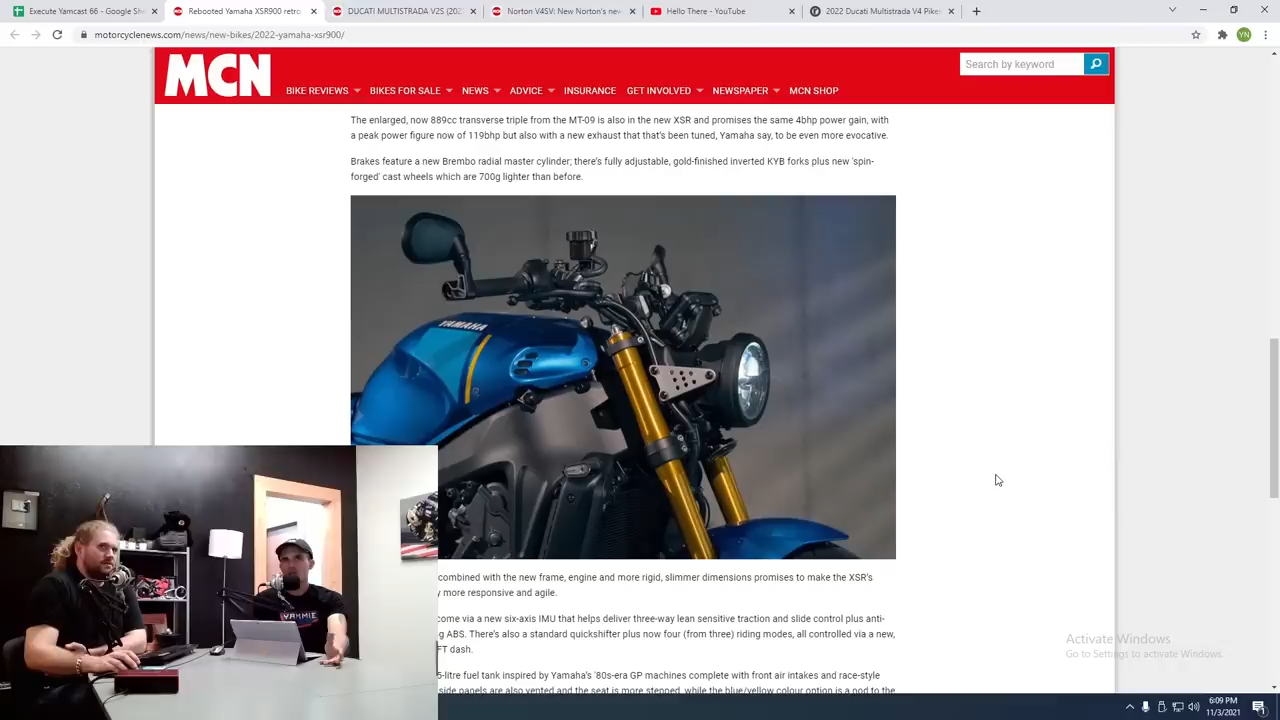 Execute Yamcast 66 - Google She
Rebooted Yamaha XSR900 retro
DUCATI MULTISTRADA V2S (202
Norton V4SV: New Norton's new
Hello There - YouTube
2022 Ducati Multistrada V4 Pikes
motorcyclenews.com/news/new-bikes/2022-yamaha-xsr900/
YN
MCN
Search by keyword
BIKE REVIEWS BIKES FOR SALE NEWS ADVICE INSURANCE GET INVOLVED NEWSPAPER MCN SHOP
The enlarged, now 889cc transverse triple from the MT-09 is also in the new XSR and promises the same 4bhp power gain, with
a peak power figure now of 119bhp but also with a new exhaust that that's been tuned, Yamaha say, to be even more evocative.
Brakes feature a new Brembo radial master cylinder; there's fully adjustable, gold-finished inverted KYB forks plus new 'spin-
forged' cast wheels which are 700g lighter than before.
YAMAHA
combined with the new frame, engine and more rigid, slimmer dimensions promises to make the XSR's
y more responsive and agile.
come via a new six-axis IMU that helps deliver three-way lean sensitive traction and slide control plus anti-
g ABS. There's also a standard quickshifter plus now four (from three) riding modes, all controlled via a new,
FT dash.
5-litre fuel tank inspired by Yamaha's '80s-era GP machines complete with front air intakes and race-style
side panels are also vented and the seat is more stepped, while the blue/yellow colour option is a nod to the
YAMMIE
Activate Windows
Go to Settings to activate Windows.
6:09 PM
11/3/2021